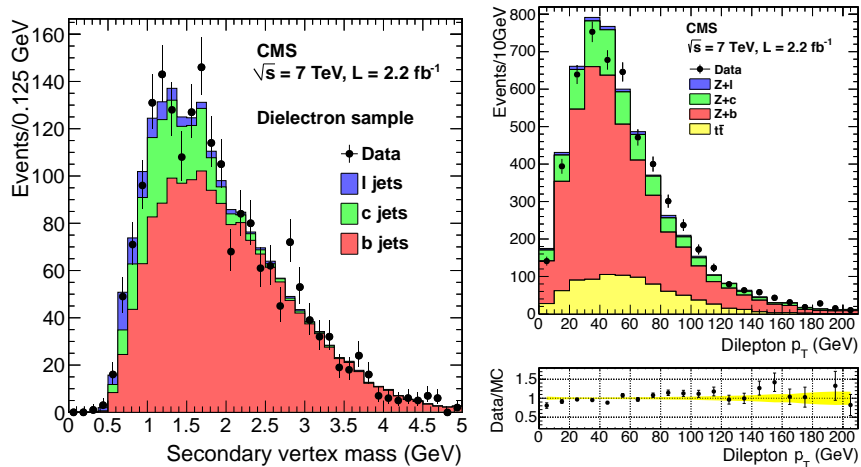 CMS
√s = 7 TeV, L = 2.2 fb⁻¹
Dielectron sample
Data
l jets
c jets
b jets
Events/0.125 GeV
160
140
120
100
80
60
40
20
0
0 0.5 1 1.5 2 2.5 3 3.5 4 4.5 5
Secondary vertex mass (GeV)
CMS
√s = 7 TeV, L = 2.2 fb⁻¹
Data
Z+l
Z+c
Z+b
tt̄
Events/10GeV
800
700
600
500
400
300
200
100
0
0 20 40 60 80 100 120 140 160 180 200
Dilepton p_T (GeV)
Data/MC
1.5
1
0.5
0 20 40 60 80 100 120 140 160 180 200
Dilepton p_T (GeV)